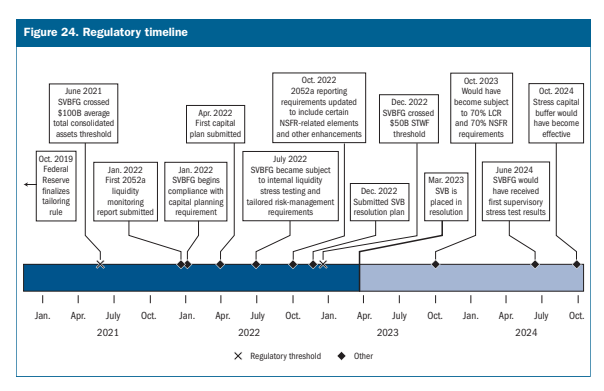 Figure 24. Regulatory timeline
Oct. 2019
Federal
Reserve
finalizes
tailoring
rule
June 2021
SVBFG crossed
$100B average
total consolidated
assets threshold
Jan. 2022
First 2052a
liquidity
monitoring
report submitted
Jan. 2022
SVBFG begins
compliance with
capital planning
requirement
Apr. 2022
First capital
plan submitted
July 2022
SVBFG became subject
to internal liquidity
stress testing and
tailored risk-management
requirements
Oct. 2022
2052a reporting
requirements updated
to include certain
NSFR-related elements
and other enhancements
Dec. 2022
Submitted SVB
resolution plan
Dec. 2022
SVBFG crossed
$50B STWF
threshold
Mar. 2023
SVB is
placed in
resolution
Oct. 2023
Would have
become subject
to 70% LCR
and 70% NSFR
requirements
June 2024
SVBFG would
have received
first supervisory
stress test results
Oct. 2024
Stress capital
buffer would
have become
effective
Jan. Apr. July Oct. Jan. Apr. July Oct. Jan. Apr. July Oct. Jan. Apr. July Oct.
2021 2022 2023 2024
Regulatory threshold Other